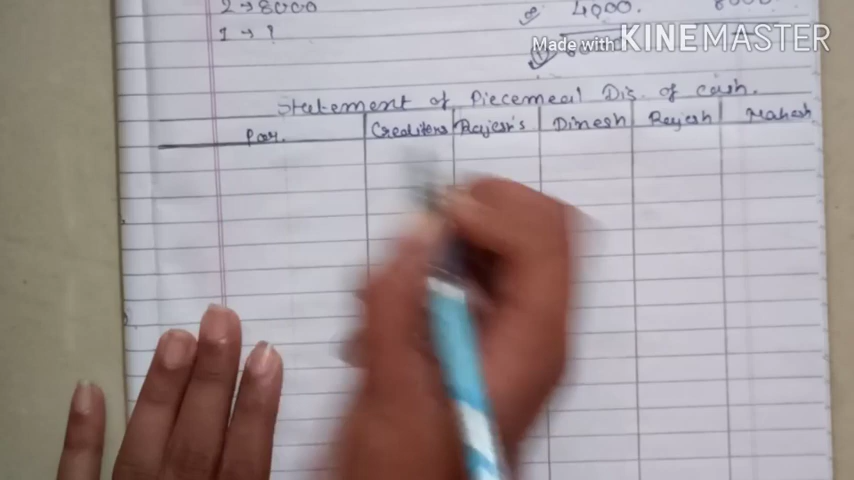 2 → 8000
4000.
1 → ?
Made with KINEMASTER
Statement of Piecemeal Dis. of cash.
Par. Creditors Rajesh's Dinesh Rajesh Mahesh